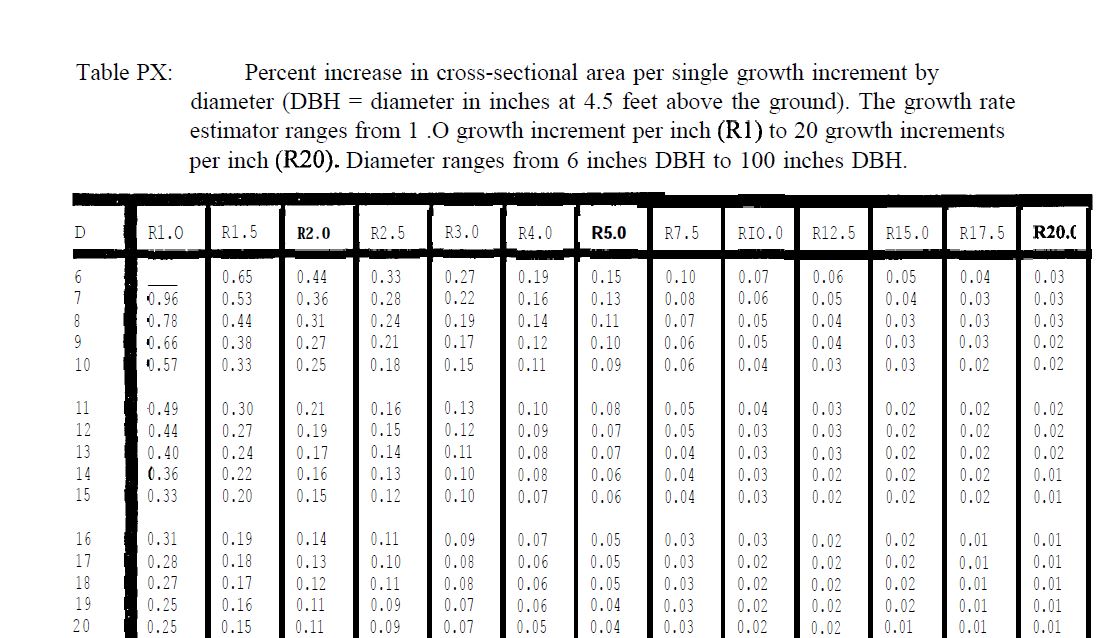 Table PX: Percent increase in cross-sectional area per single growth increment by
diameter (DBH = diameter in inches at 4.5 feet above the ground). The growth rate
estimator ranges from 1 .O growth increment per inch (R1) to 20 growth increments
per inch (R20). Diameter ranges from 6 inches DBH to 100 inches DBH.
D R1.O R1.5 R2.0 R2.5 R3.0 R4.0 R5.0 R7.5 RIO.0 R12.5 R15.0 R17.5 R20.(
6 ___ 0.65 0.44 0.33 0.27 0.19 0.15 0.10 0.07 0.06 0.05 0.04 0.03
7 0.96 0.53 0.36 0.28 0.22 0.16 0.13 0.08 0.06 0.05 0.04 0.03 0.03
8 0.78 0.44 0.31 0.24 0.19 0.14 0.11 0.07 0.05 0.04 0.03 0.03 0.03
9 0.66 0.38 0.27 0.21 0.17 0.12 0.10 0.06 0.05 0.04 0.03 0.03 0.02
10 0.57 0.33 0.25 0.18 0.15 0.11 0.09 0.06 0.04 0.03 0.03 0.02 0.02
11 0.49 0.30 0.21 0.16 0.13 0.10 0.08 0.05 0.04 0.03 0.02 0.02 0.02
12 0.44 0.27 0.19 0.15 0.12 0.09 0.07 0.05 0.03 0.03 0.02 0.02 0.02
13 0.40 0.24 0.17 0.14 0.11 0.08 0.07 0.04 0.03 0.03 0.02 0.02 0.02
14 0.36 0.22 0.16 0.13 0.10 0.08 0.06 0.04 0.03 0.02 0.02 0.02 0.01
15 0.33 0.20 0.15 0.12 0.10 0.07 0.06 0.04 0.03 0.02 0.02 0.02 0.01
16 0.31 0.19 0.14 0.11 0.09 0.07 0.05 0.03 0.03 0.02 0.02 0.01 0.01
17 0.28 0.18 0.13 0.10 0.08 0.06 0.05 0.03 0.02 0.02 0.02 0.01 0.01
18 0.27 0.17 0.12 0.11 0.08 0.06 0.05 0.03 0.02 0.02 0.02 0.01 0.01
19 0.25 0.16 0.11 0.09 0.07 0.06 0.04 0.03 0.02 0.02 0.02 0.01 0.01
20 0.25 0.15 0.11 0.09 0.07 0.05 0.04 0.03 0.02 0.02 0.01 0.01 0.01